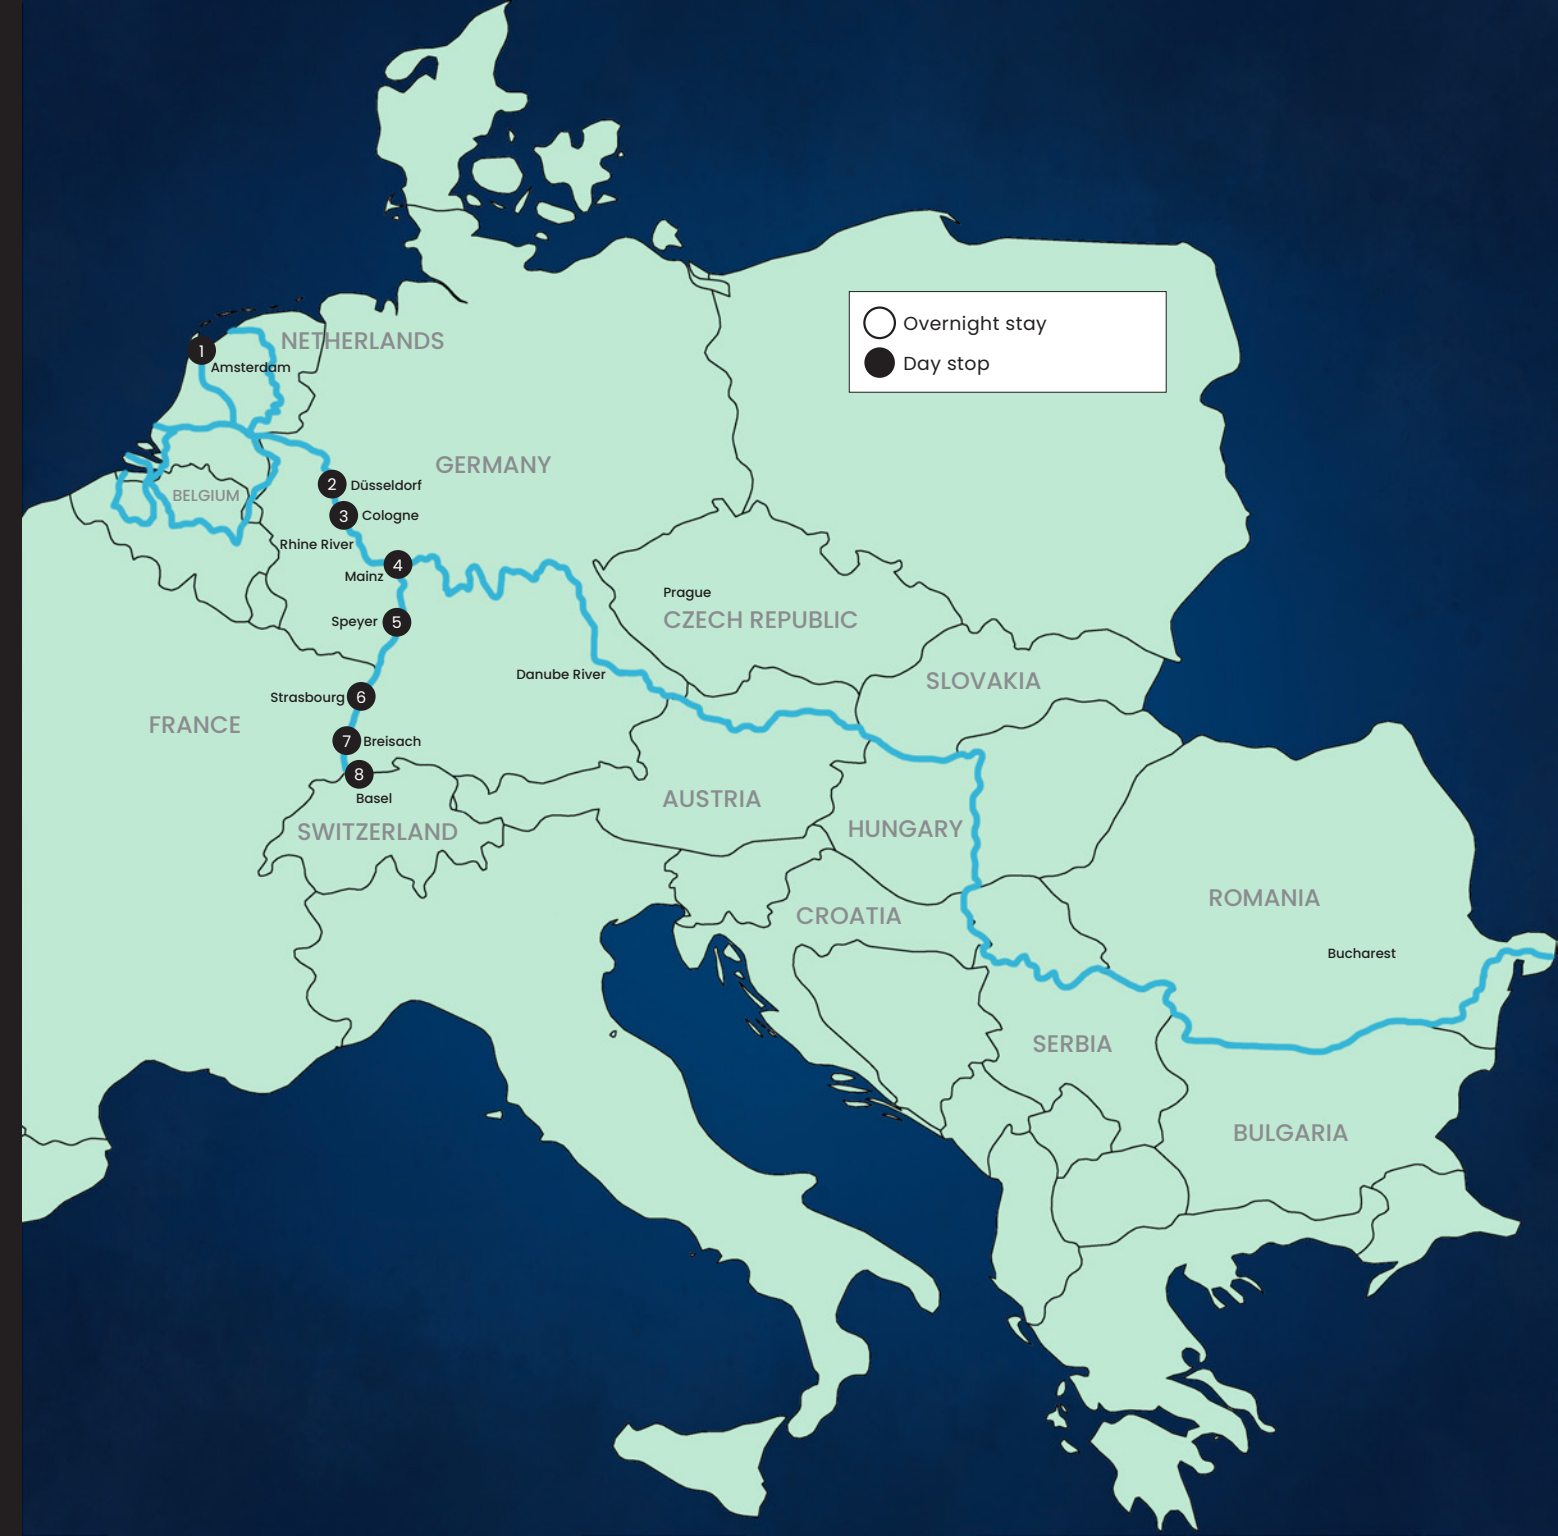 Overnight stay
Day stop
NETHERLANDS
1
Amsterdam
GERMANY
2 Düsseldorf
BELGIUM
3 Cologne
Rhine River
4
Mainz
Prague
CZECH REPUBLIC
Speyer 5
Danube River
SLOVAKIA
Strasbourg 6
FRANCE
7 Breisach
8
Basel
AUSTRIA
SWITZERLAND
HUNGARY
ROMANIA
CROATIA
Bucharest
SERBIA
BULGARIA